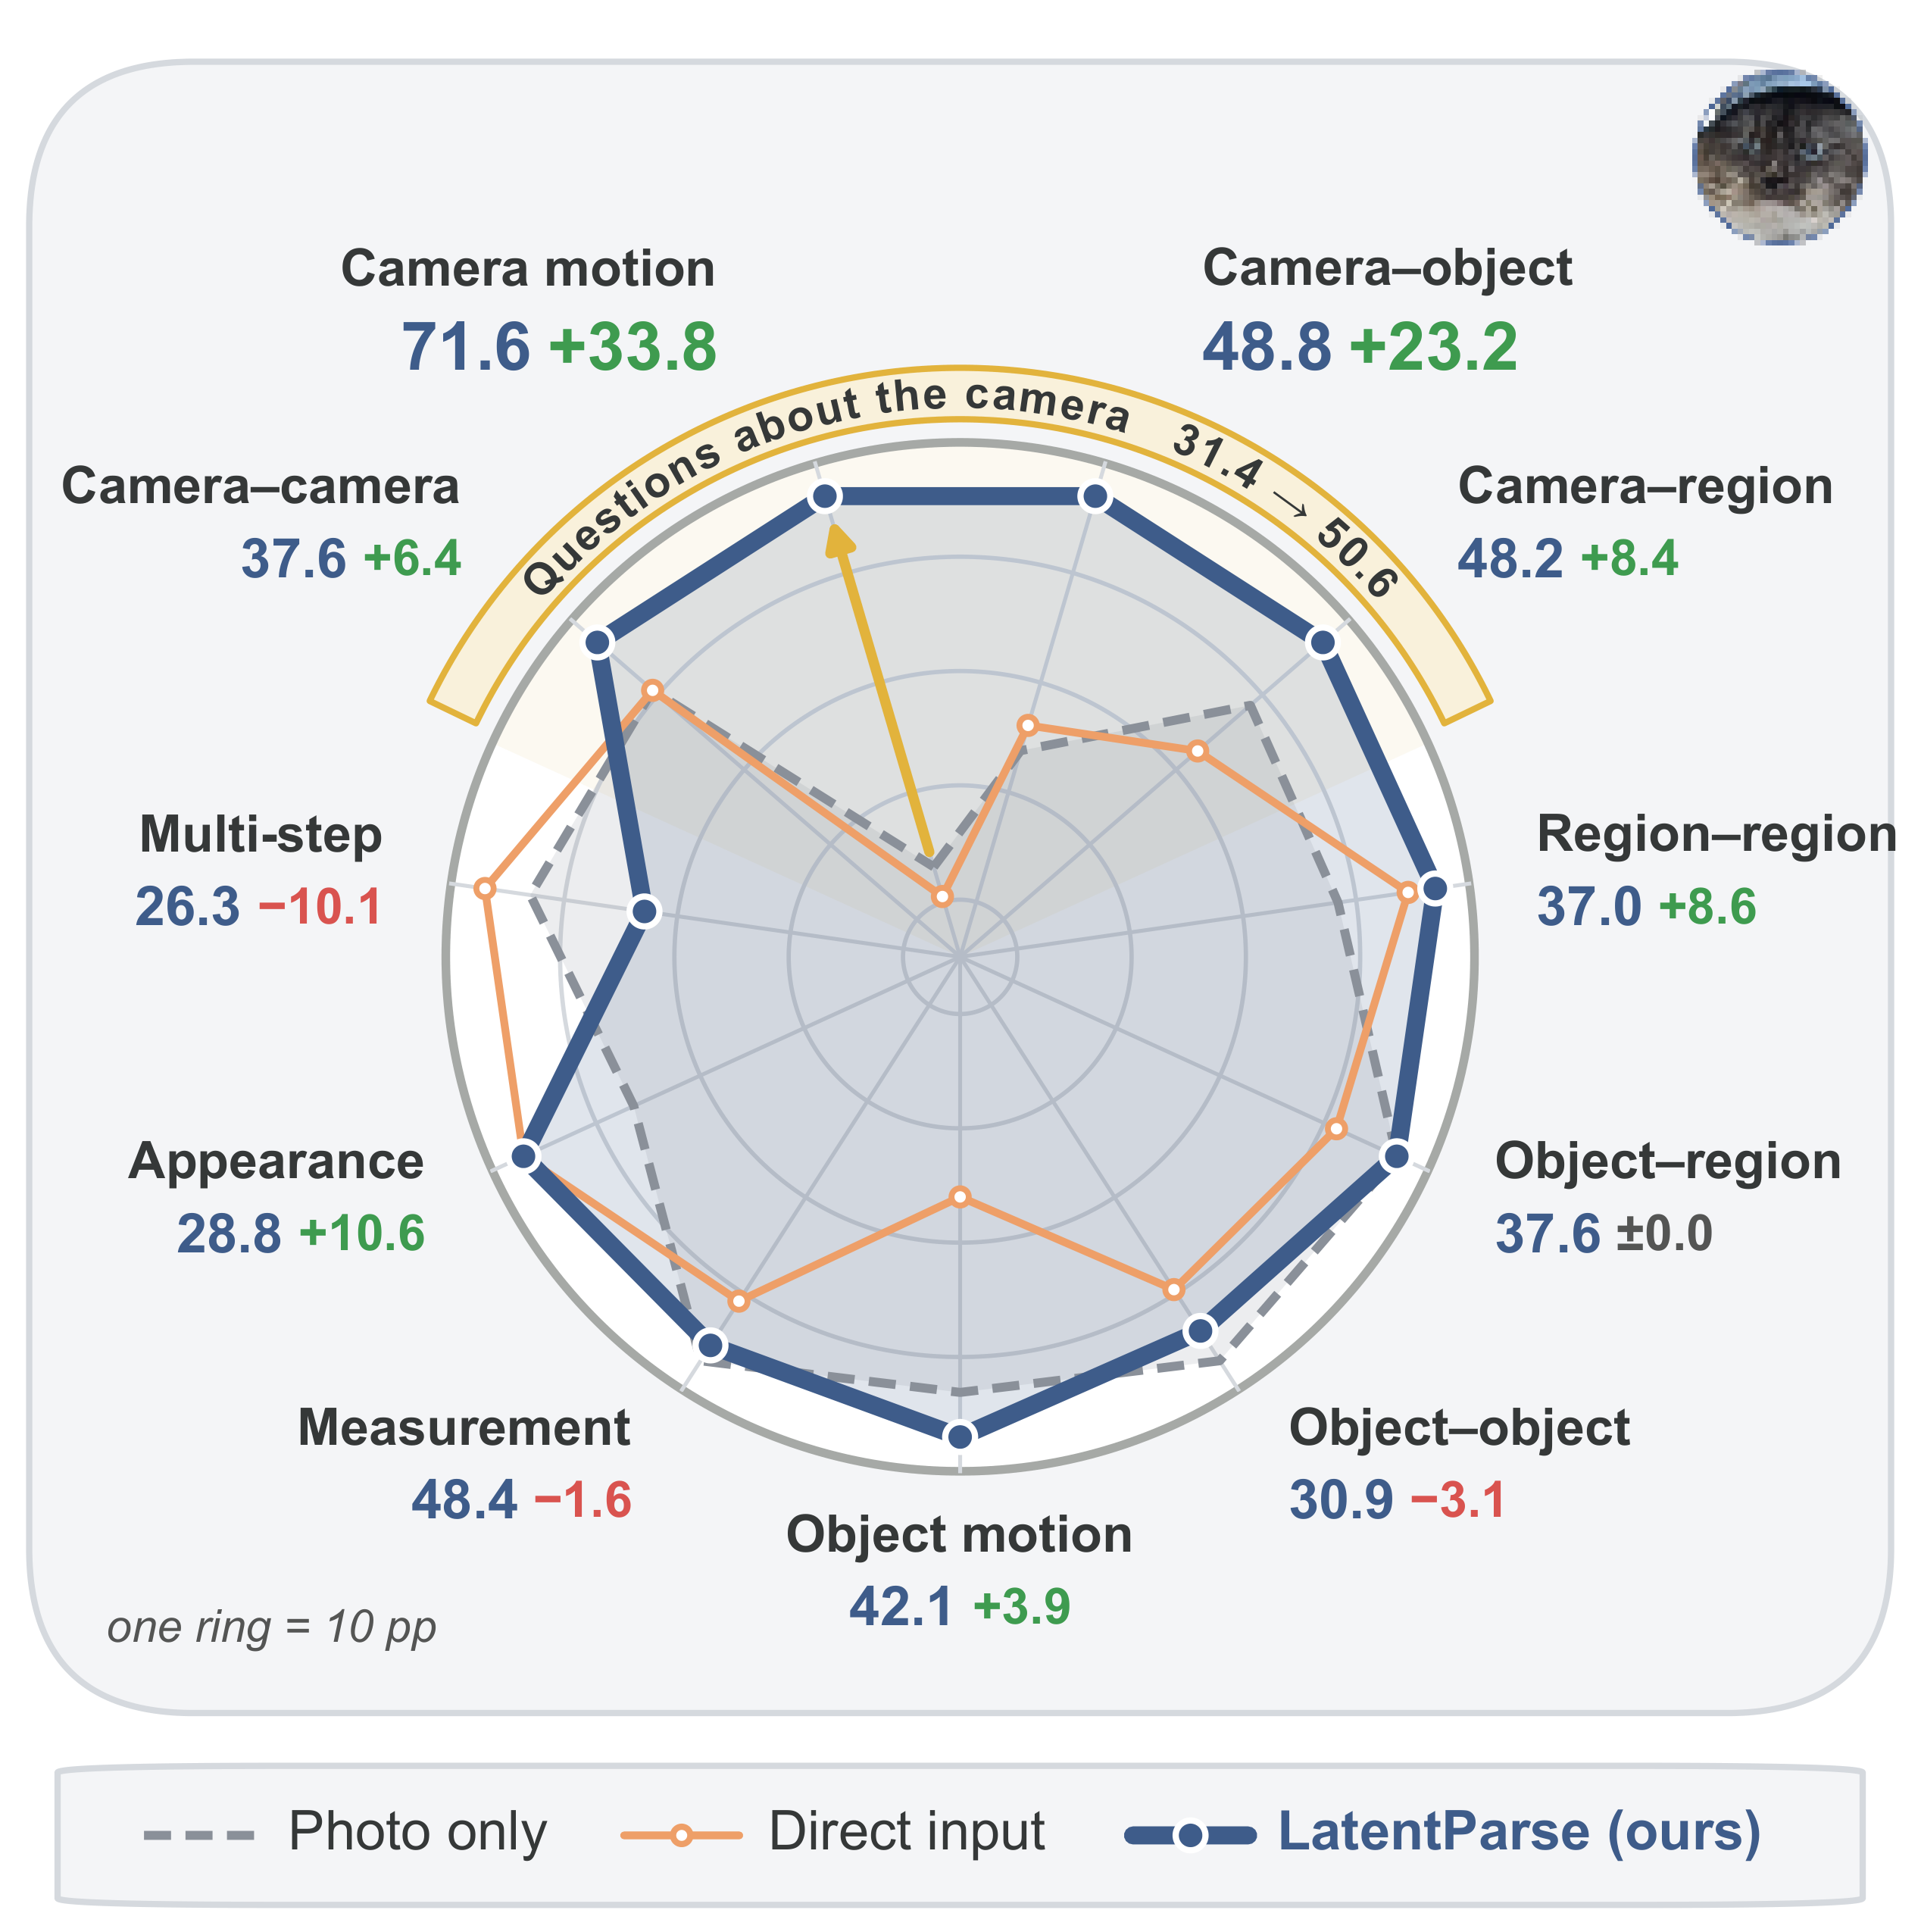 Camera motion
71.6 +33.8
Camera–object
48.8 +23.2
Questions about the camera 31.4 → 50.6
Camera–camera
37.6 +6.4
Camera–region
48.2 +8.4
Multi-step
26.3 −10.1
Region–region
37.0 +8.6
Appearance
28.8 +10.6
Object–region
37.6 ±0.0
Measurement
48.4 −1.6
Object–object
30.9 −3.1
Object motion
42.1 +3.9
one ring = 10 pp
Photo only
Direct input
LatentParse (ours)